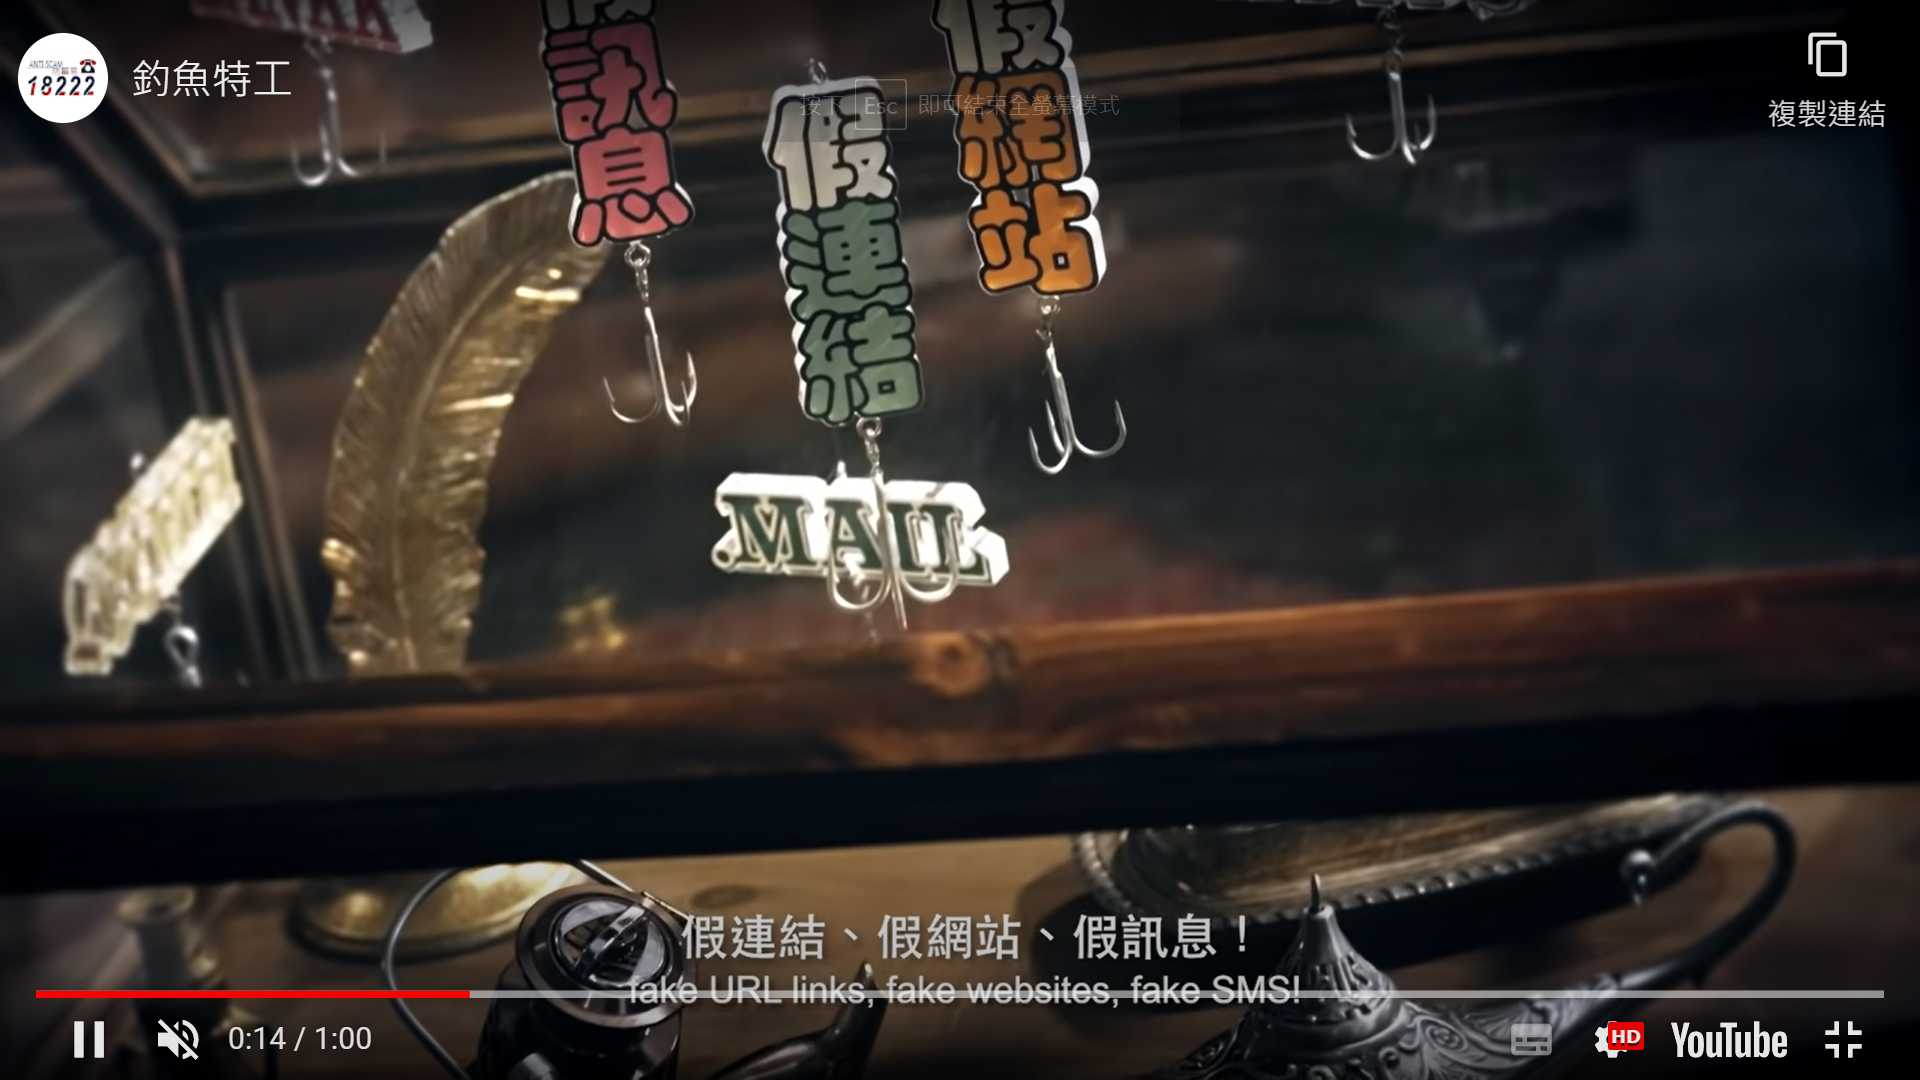 ANTI-SCAM
18222
釣魚特工
複製連結
按下 Esc 即可結束全螢幕模式
假訊息
假連結
假網站
MAIL
假連結、假網站、假訊息！
fake URL links, fake websites, fake SMS!
0:14 / 1:00
HD
YouTube